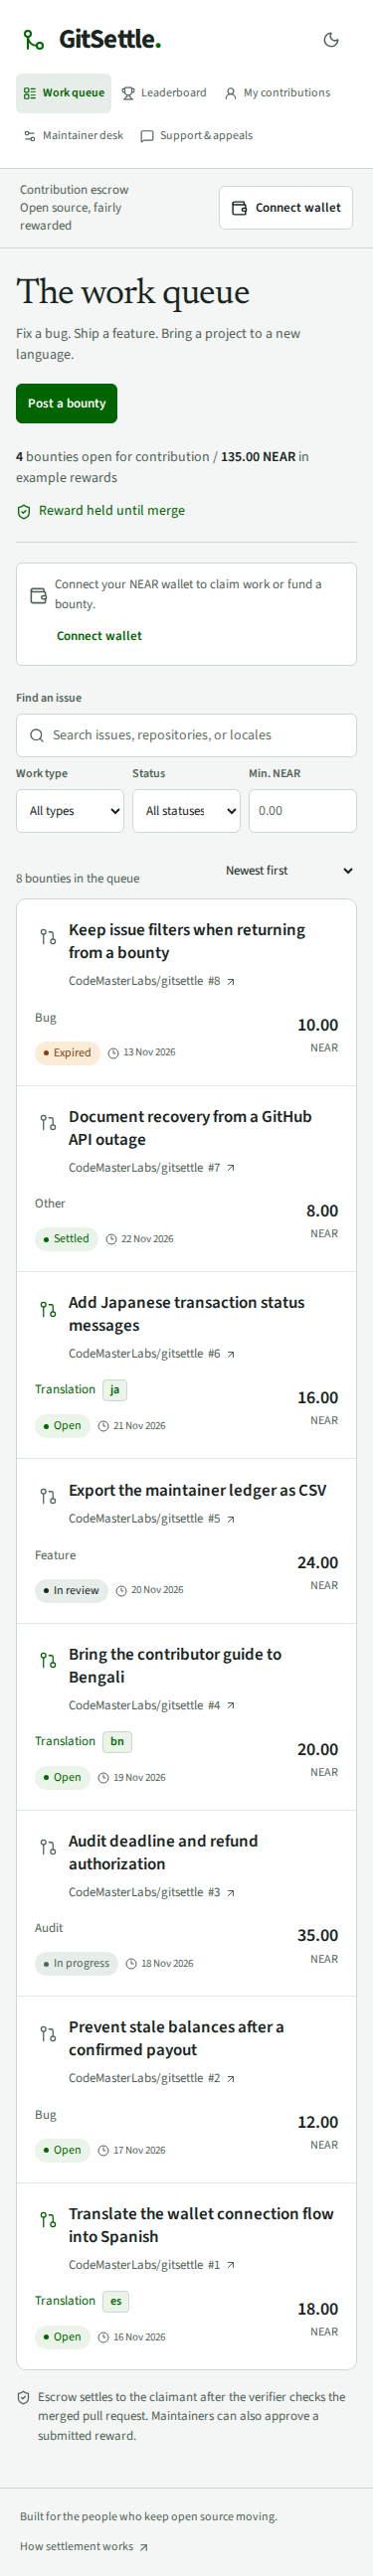 GitSettle.
Work queue Leaderboard My contributions
Maintainer desk Support & appeals
Contribution escrow
Open source, fairly
rewarded
Connect wallet
The work queue
Fix a bug. Ship a feature. Bring a project to a new
language.
Post a bounty
4 bounties open for contribution / 135.00 NEAR in
example rewards
Reward held until merge
Connect your NEAR wallet to claim work or fund a
bounty.
Connect wallet
Find an issue
Search issues, repositories, or locales
Work type Status Min. NEAR
All types All statuses 0.00
8 bounties in the queue Newest first
Keep issue filters when returning
from a bounty
CodeMasterLabs/gitsettle #8
Bug
10.00
Expired 13 Nov 2026
NEAR
Document recovery from a GitHub
API outage
CodeMasterLabs/gitsettle #7
Other
8.00
Settled 22 Nov 2026
NEAR
Add Japanese transaction status
messages
CodeMasterLabs/gitsettle #6
Translation ja
16.00
Open 21 Nov 2026
NEAR
Export the maintainer ledger as CSV
CodeMasterLabs/gitsettle #5
Feature
24.00
In review 20 Nov 2026
NEAR
Bring the contributor guide to
Bengali
CodeMasterLabs/gitsettle #4
Translation bn
20.00
Open 19 Nov 2026
NEAR
Audit deadline and refund
authorization
CodeMasterLabs/gitsettle #3
Audit
35.00
In progress 18 Nov 2026
NEAR
Prevent stale balances after a
confirmed payout
CodeMasterLabs/gitsettle #2
Bug
12.00
Open 17 Nov 2026
NEAR
Translate the wallet connection flow
into Spanish
CodeMasterLabs/gitsettle #1
Translation es
18.00
Open 16 Nov 2026
NEAR
Escrow settles to the claimant after the verifier checks the
merged pull request. Maintainers can also approve a
submitted reward.
Built for the people who keep open source moving.
How settlement works